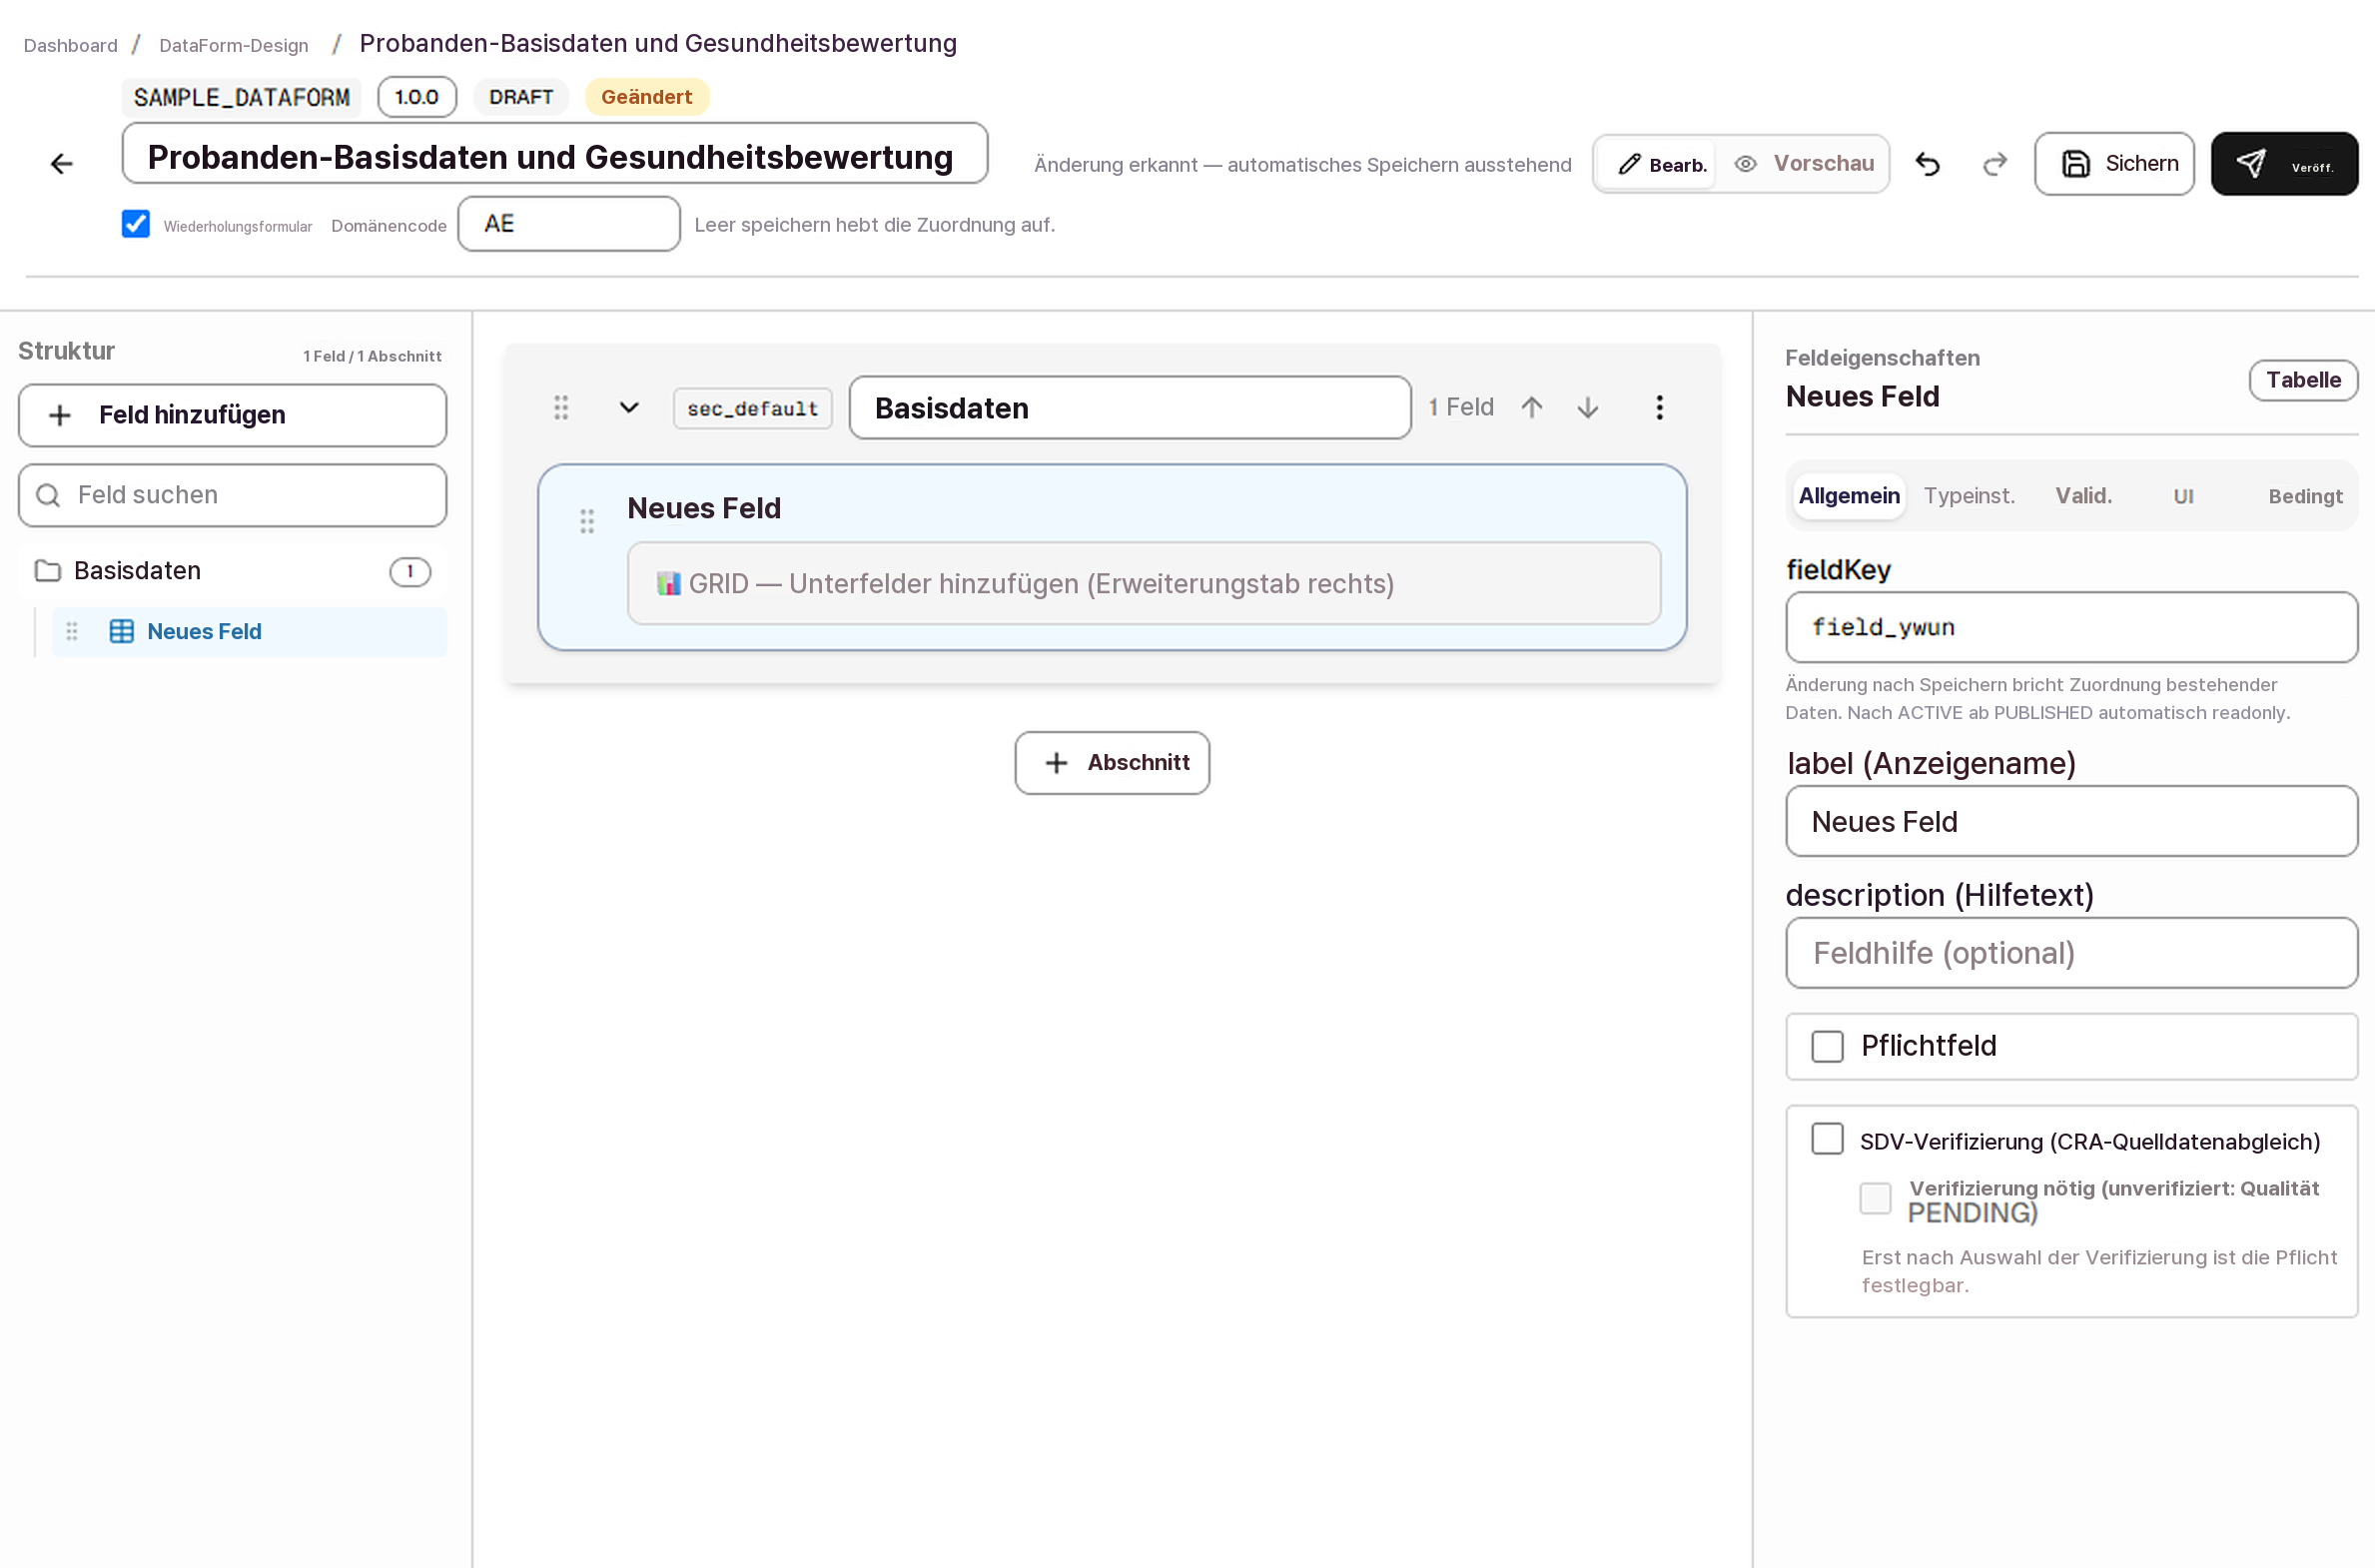 Dashboard / DataForm-Design / Probanden-Basisdaten und Gesundheitsbewertung
SAMPLE_DATAFORM 1.0.0 DRAFT Geändert
Probanden-Basisdaten und Gesundheitsbewertung
Änderung erkannt — automatisches Speichern ausstehend
Bearb. Vorschau Sichern Veröff.
Wiederholungsformular Domänencode AE Leer speichern hebt die Zuordnung auf.
Struktur 1 Feld / 1 Abschnitt
Feld hinzufügen
Feld suchen
Basisdaten 1
Neues Feld
sec_default Basisdaten 1 Feld
Neues Feld
GRID — Unterfelder hinzufügen (Erweiterungstab rechts)
Abschnitt
Feldeigenschaften
Neues Feld
Tabelle
Allgemein Typeinst. Valid. UI Bedingt
fieldKey
field_ywun
Änderung nach Speichern bricht Zuordnung bestehender
Daten. Nach ACTIVE ab PUBLISHED automatisch readonly.
label (Anzeigename)
Neues Feld
description (Hilfetext)
Feldhilfe (optional)
Pflichtfeld
SDV-Verifizierung (CRA-Quelldatenabgleich)
Verifizierung nötig (unverifiziert: Qualität
PENDING)
Erst nach Auswahl der Verifizierung ist die Pflicht
festlegbar.